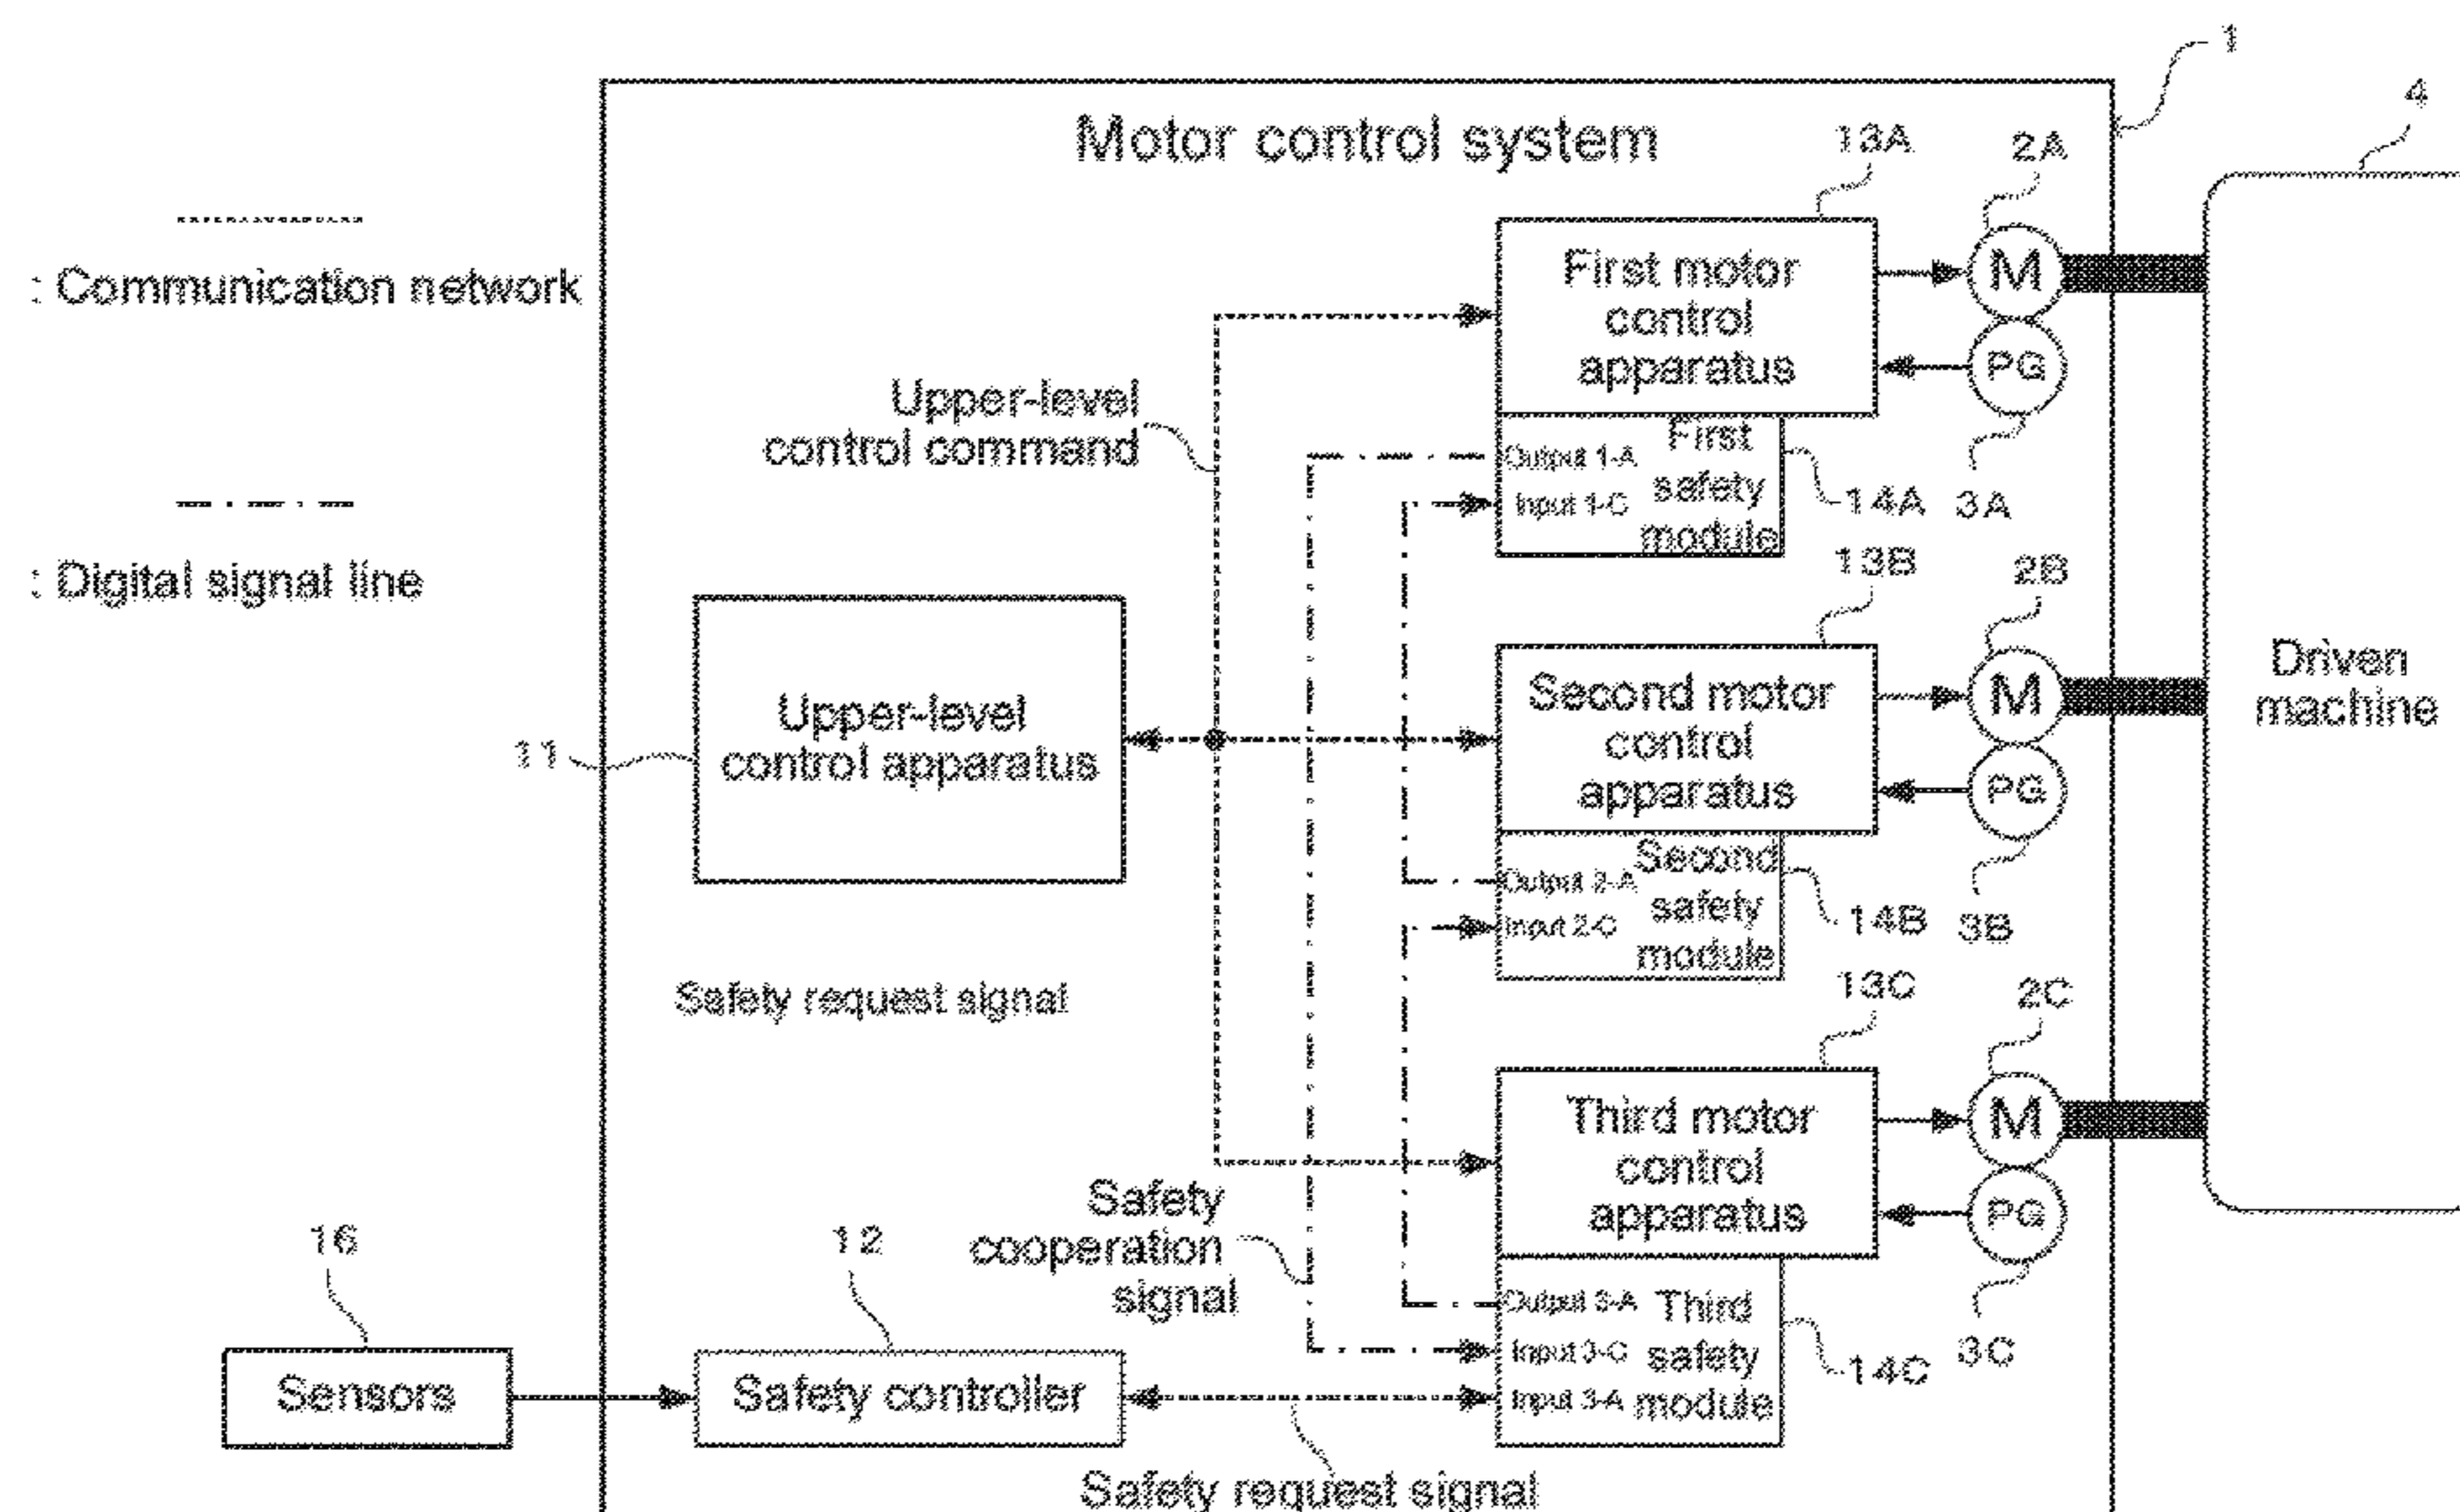 1
4
Motor control system
13A
2A
: Communication network
First motor
control
apparatus
M
PG
Upper-level
control command
Output 1-A
Input 1-C
First
safety
module
14A
3A
: Digital signal line
13B
2B
Upper-level
control apparatus
11
Second motor
control
apparatus
M
PG
Driven
machine
Output 2-A
Input 2-C
Second
safety
module
14B
3B
Safety request signal
13C
2C
Third motor
control
apparatus
M
PG
Safety
cooperation
signal
16
12
Output 3-A
Input 3-C
Input 3-A
Third
safety
module
14C
3C
Sensors
Safety controller
Safety request signal